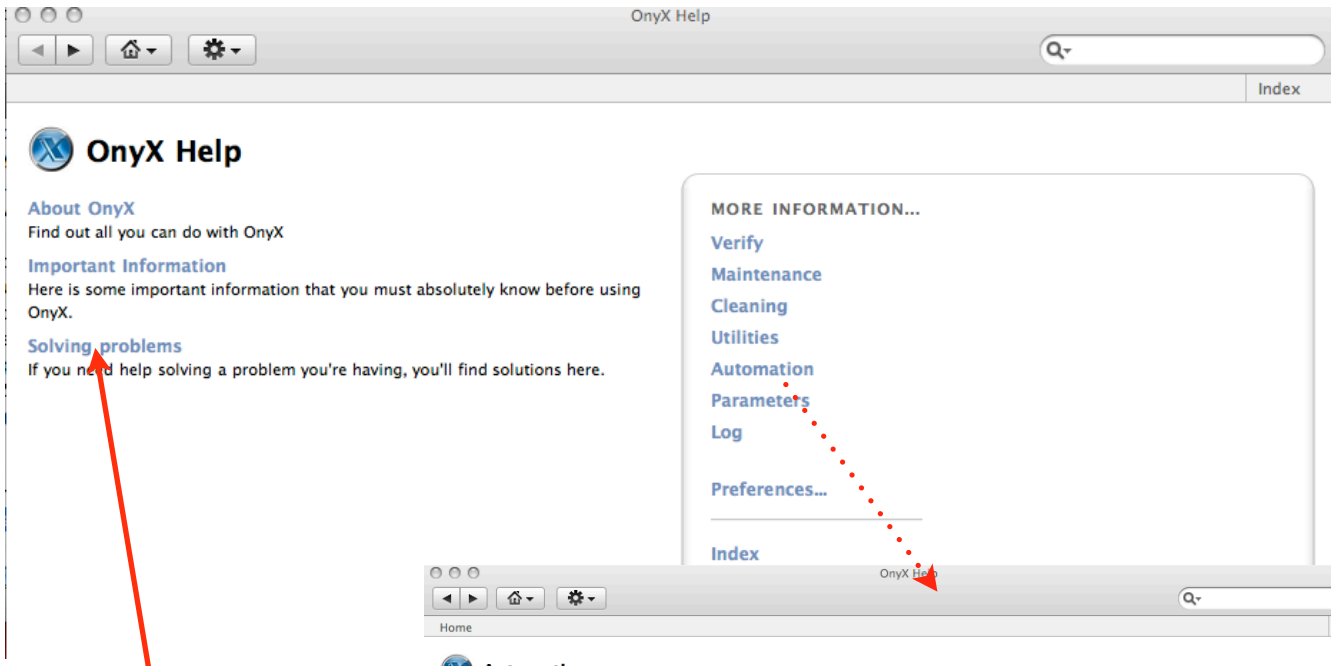 OnyX Help
Index
OnyX Help
About OnyX
Find out all you can do with OnyX
Important Information
Here is some important information that you must absolutely know before using
OnyX.
Solving problems
If you need help solving a problem you're having, you'll find solutions here.
MORE INFORMATION...
Verify
Maintenance
Cleaning
Utilities
Automation
Parameters
Log
Preferences...
Index
OnyX Help
Home